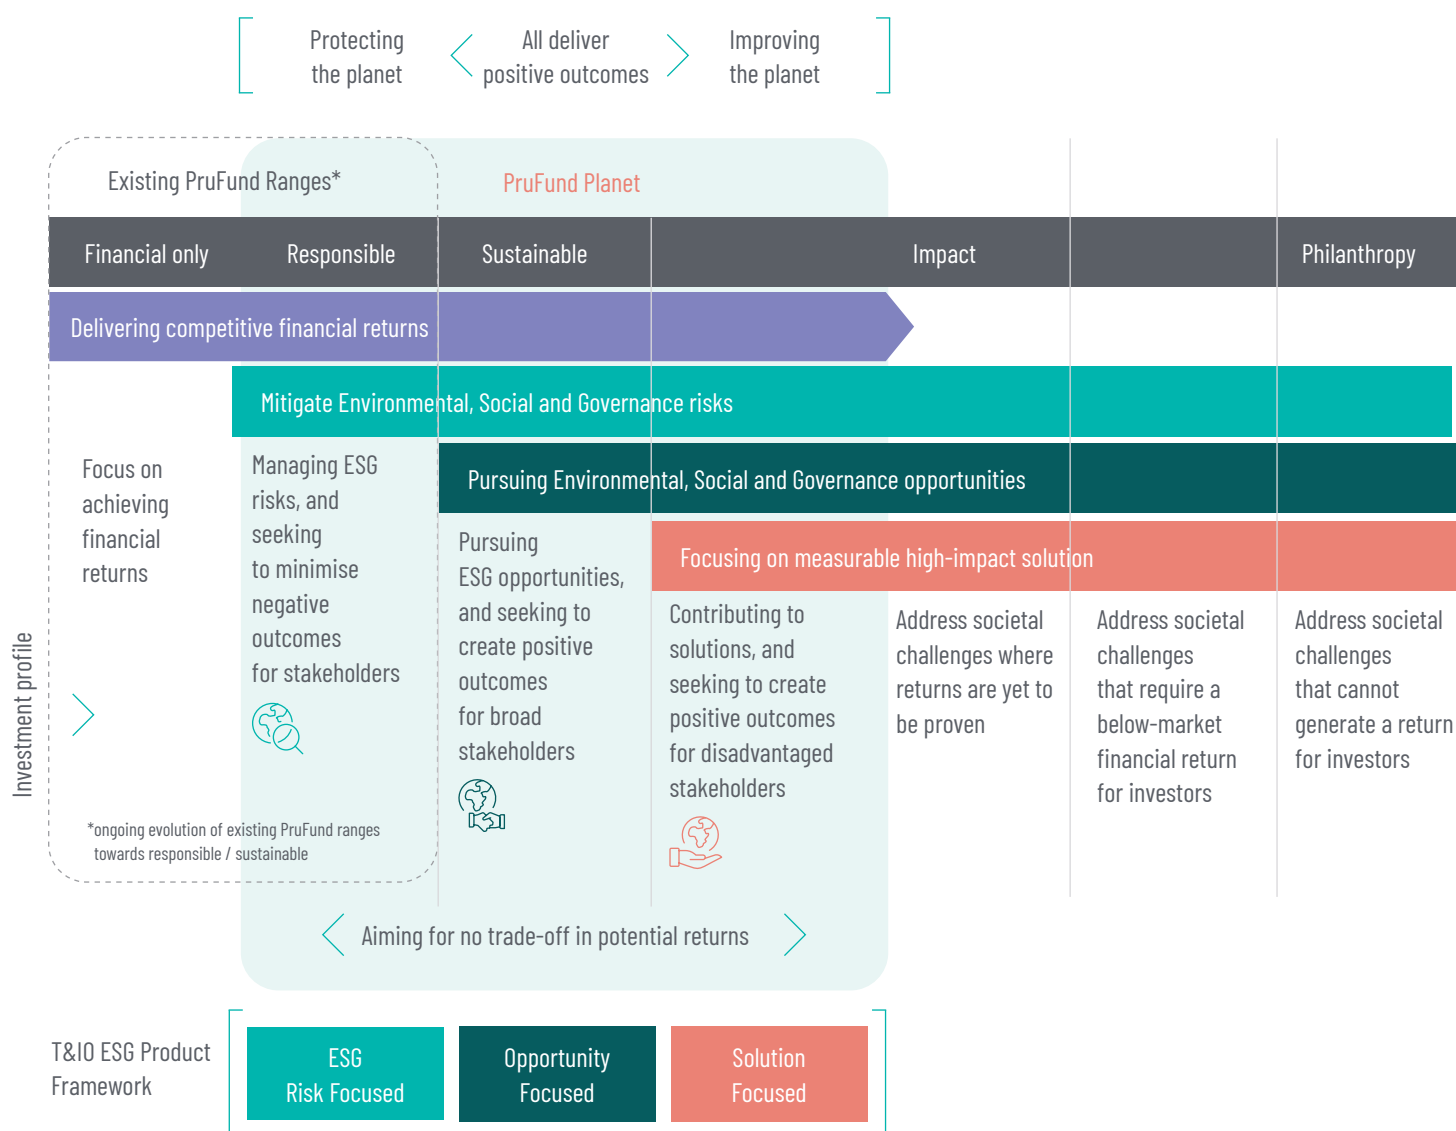 Protecting
the planet
All deliver
positive outcomes
Improving
the planet
Existing PruFund Ranges*
PruFund Planet
Financial only
Responsible
Sustainable
Impact
Philanthropy
Delivering competitive financial returns
Mitigate Environmental, Social and Governance risks
Pursuing Environmental, Social and Governance opportunities
Focusing on measurable high-impact solution
Investment profile
Focus on
achieving
financial
returns
Managing ESG
risks, and
seeking
to minimise
negative
outcomes
for stakeholders
Pursuing
ESG opportunities,
and seeking to
create positive
outcomes
for broad
stakeholders
Contributing to
solutions, and
seeking to create
positive outcomes
for disadvantaged
stakeholders
Address societal
challenges where
returns are yet to
be proven
Address societal
challenges
that require a
below-market
financial return
for investors
Address societal
challenges
that cannot
generate a return
for investors
*ongoing evolution of existing PruFund ranges
towards responsible / sustainable
Aiming for no trade-off in potential returns
T&IO ESG Product
Framework
ESG
Risk Focused
Opportunity
Focused
Solution
Focused